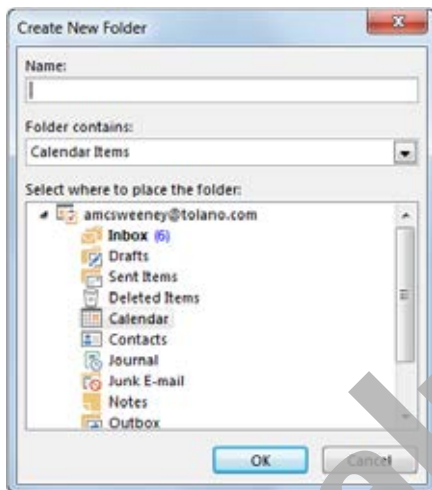 Create New Folder
Name:
Folder contains:
Calendar Items
Select where to place the folder:
amcsweeney@tolano.com
Inbox (6)
Drafts
Sent Items
Deleted Items
Calendar
Contacts
Journal
Junk E-mail
Notes
Outbox
OK
Cancel